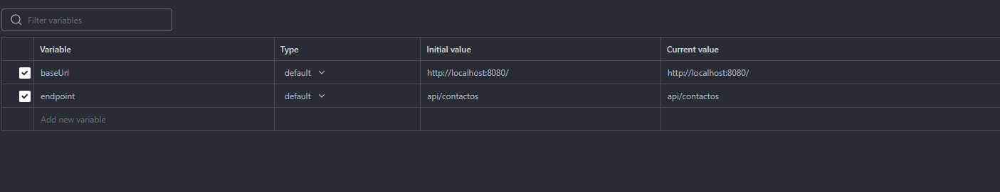 Filter variables
Variable Type Initial value Current value
baseUrl default http://localhost:8080/ http://localhost:8080/
endpoint default api/contactos api/contactos
Add new variable